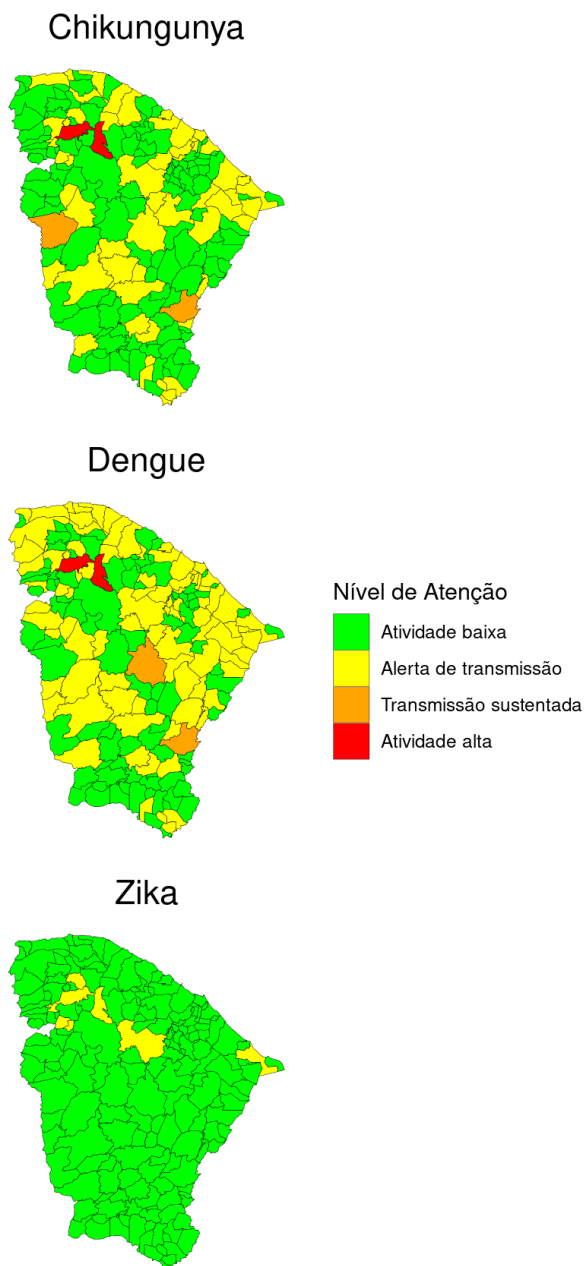 Chikungunya
Dengue
Nível de Atenção
Atividade baixa
Alerta de transmissão
Transmissão sustentada
Atividade alta
Zika